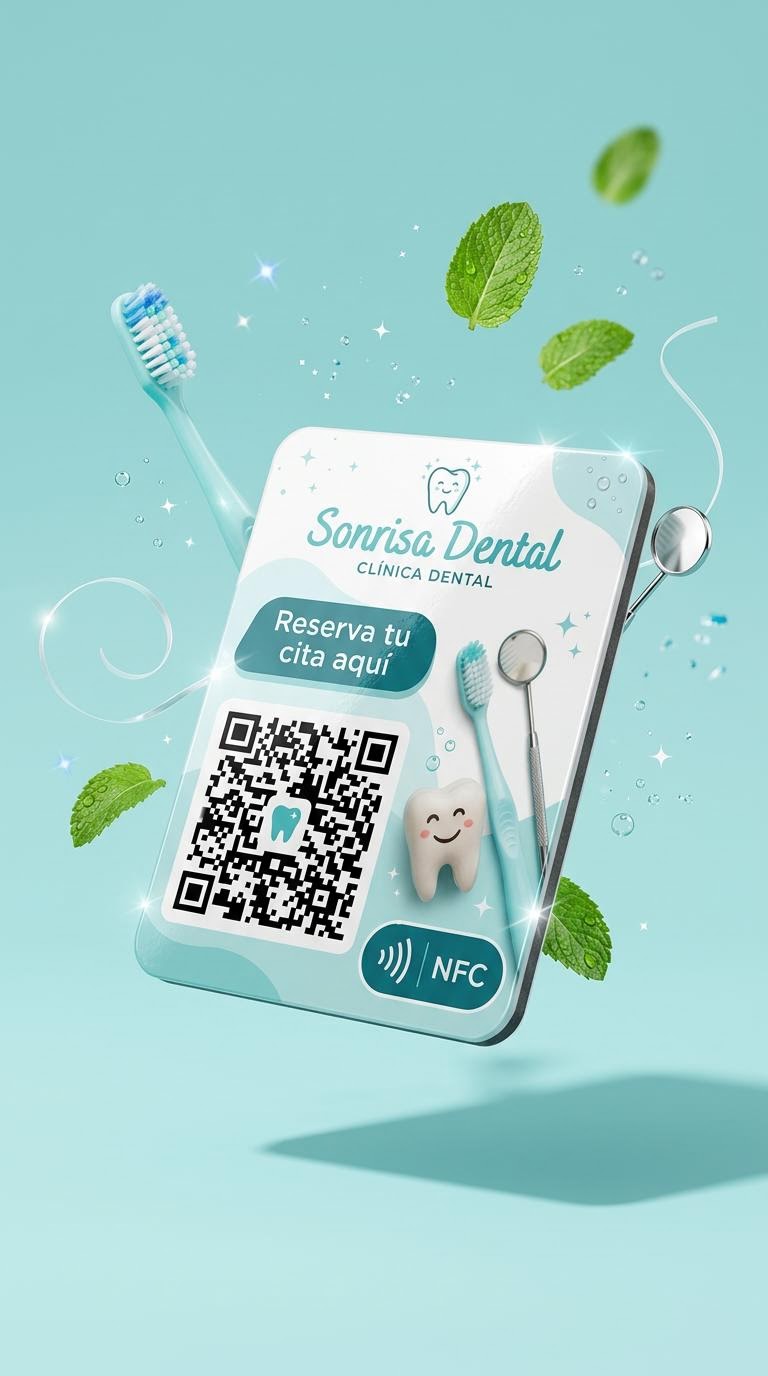 Sonrisa Dental
CLÍNICA DENTAL
Reserva tu
cita aquí
NFC